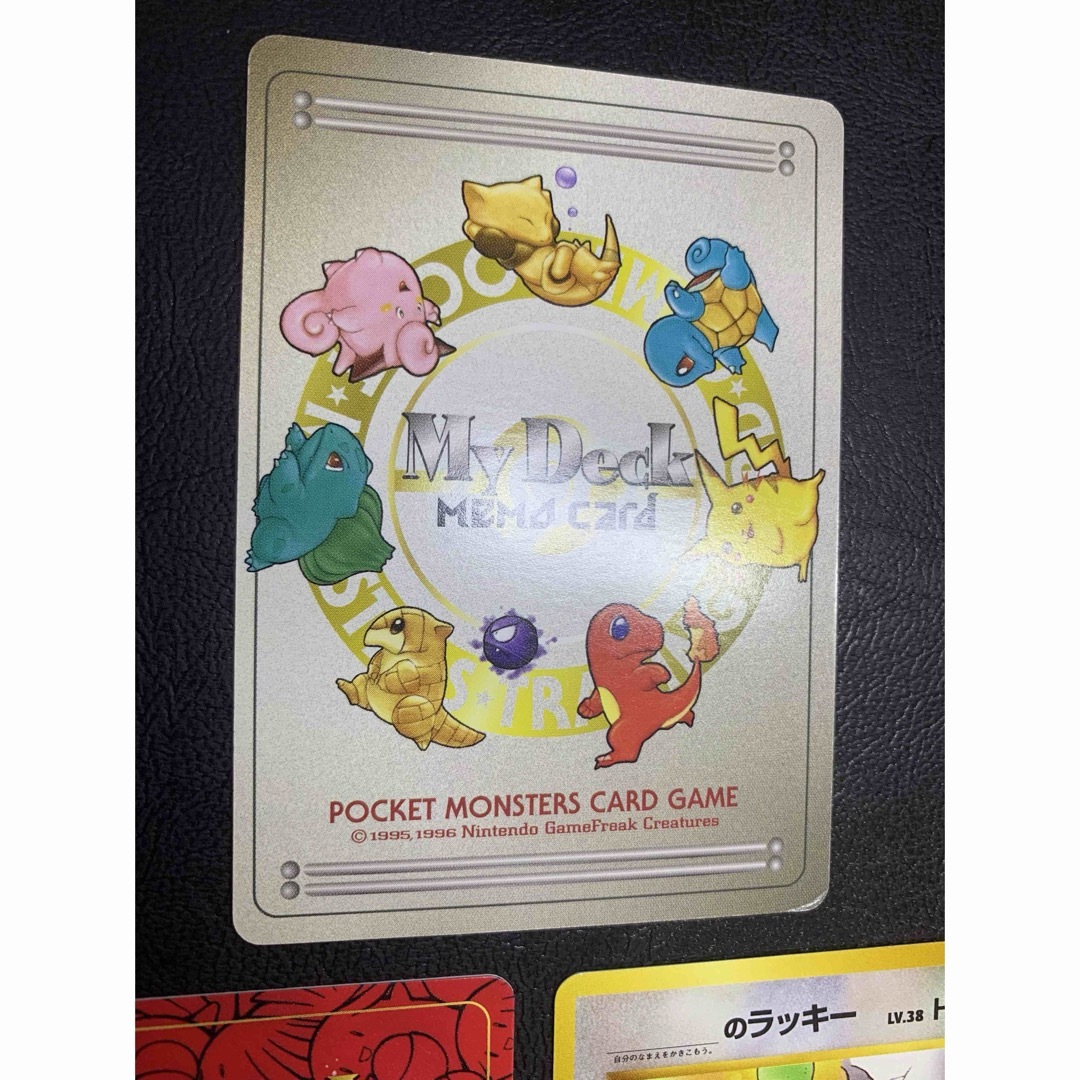 My Deck
MEMO Card
POCKET MONSTERS CARD GAME
©1995, 1996 Nintendo GameFreak Creatures
のラッキー LV.38
自分のなまえをかきこもう。